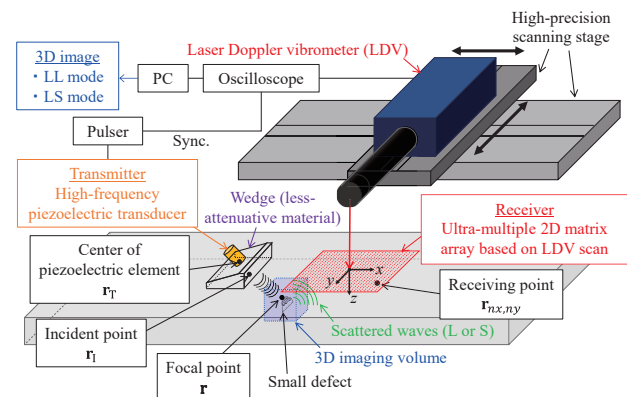 High-precision
scanning stage
Laser Doppler vibrometer (LDV)
3D image
・ LL mode
・ LS mode
PC
Oscilloscope
Pulser
Sync.
Transmitter
High-frequency
piezoelectric transducer
Wedge (less-
attenuative material)
Receiver
Ultra-multiple 2D matrix
array based on LDV scan
Center of
piezoelectric element
r_T
x
y
z
Receiving point
r_nx,ny
Incident point
r_I
Scattered waves (L or S)
3D imaging volume
Focal point
r
Small defect